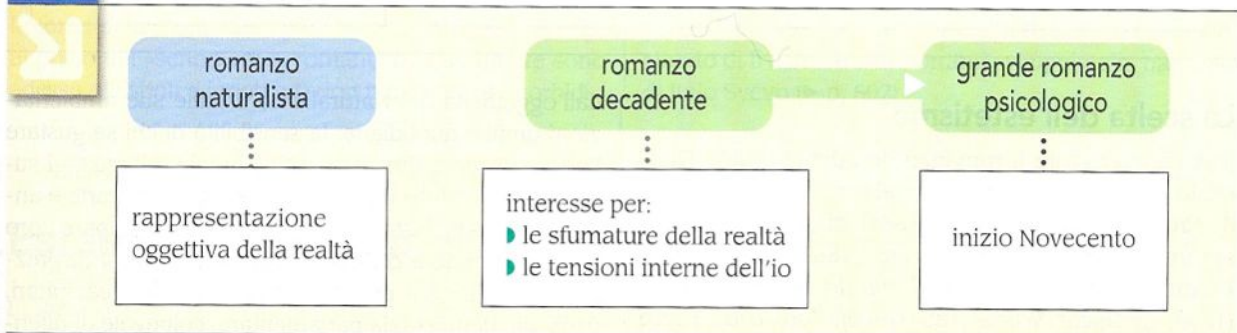 romanzo
naturalista
romanzo
decadente
grande romanzo
psicologico
rappresentazione
oggettiva della realtà
interesse per:
le sfumature della realtà
le tensioni interne dell'io
inizio Novecento